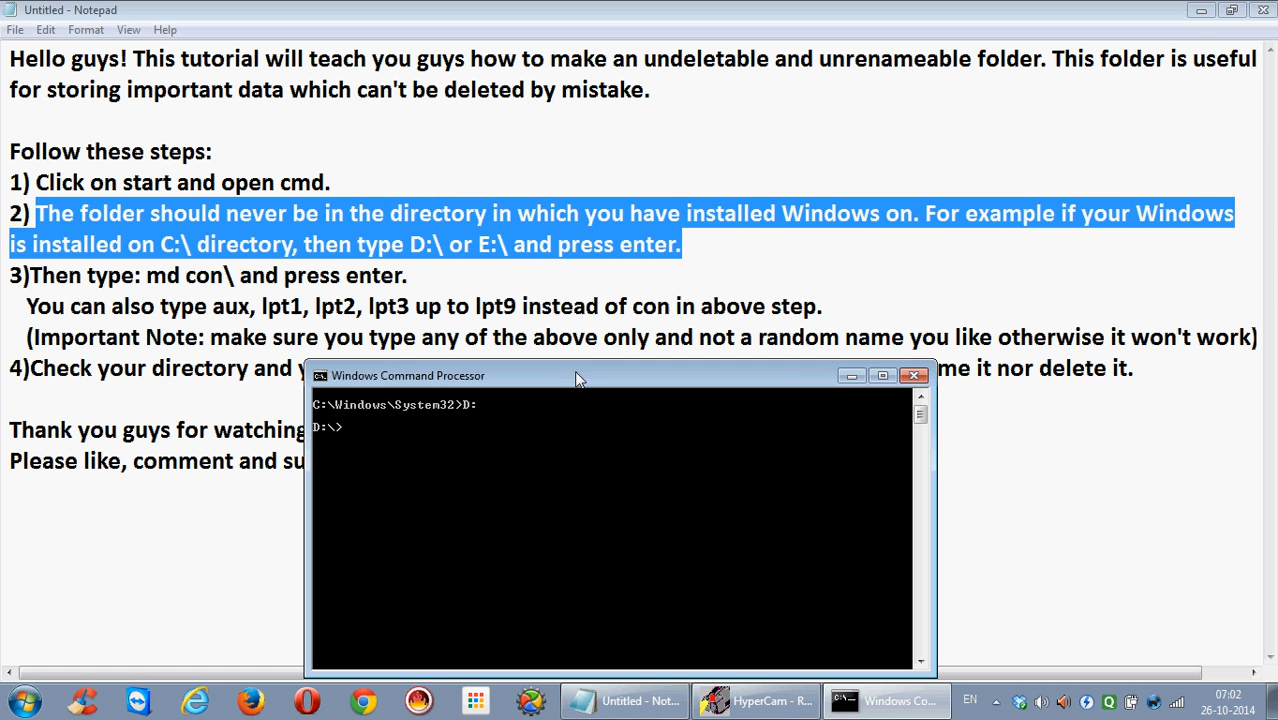 Untitled - Notepad
File Edit Format View Help
Hello guys! This tutorial will teach you guys how to make an undeletable and unrenameable folder. This folder is useful
for storing important data which can't be deleted by mistake.
Follow these steps:
1) Click on start and open cmd.
2) The folder should never be in the directory in which you have installed Windows on. For example if your Windows
is installed on C:\ directory, then type D:\ or E:\ and press enter.
3)Then type: md con\ and press enter.
You can also type aux, lpt1, lpt2, lpt3 up to lpt9 instead of con in above step.
(Important Note: make sure you type any of the above only and not a random name you like otherwise it won't work)
4)Check your directory and me it nor delete it.
Windows Command Processor
C:\Windows\System32>D:
D:\>
Thank you guys for watching
Please like, comment and su
Untitled - Not... HyperCam - R... Windows Co... EN 07:02
26-10-2014